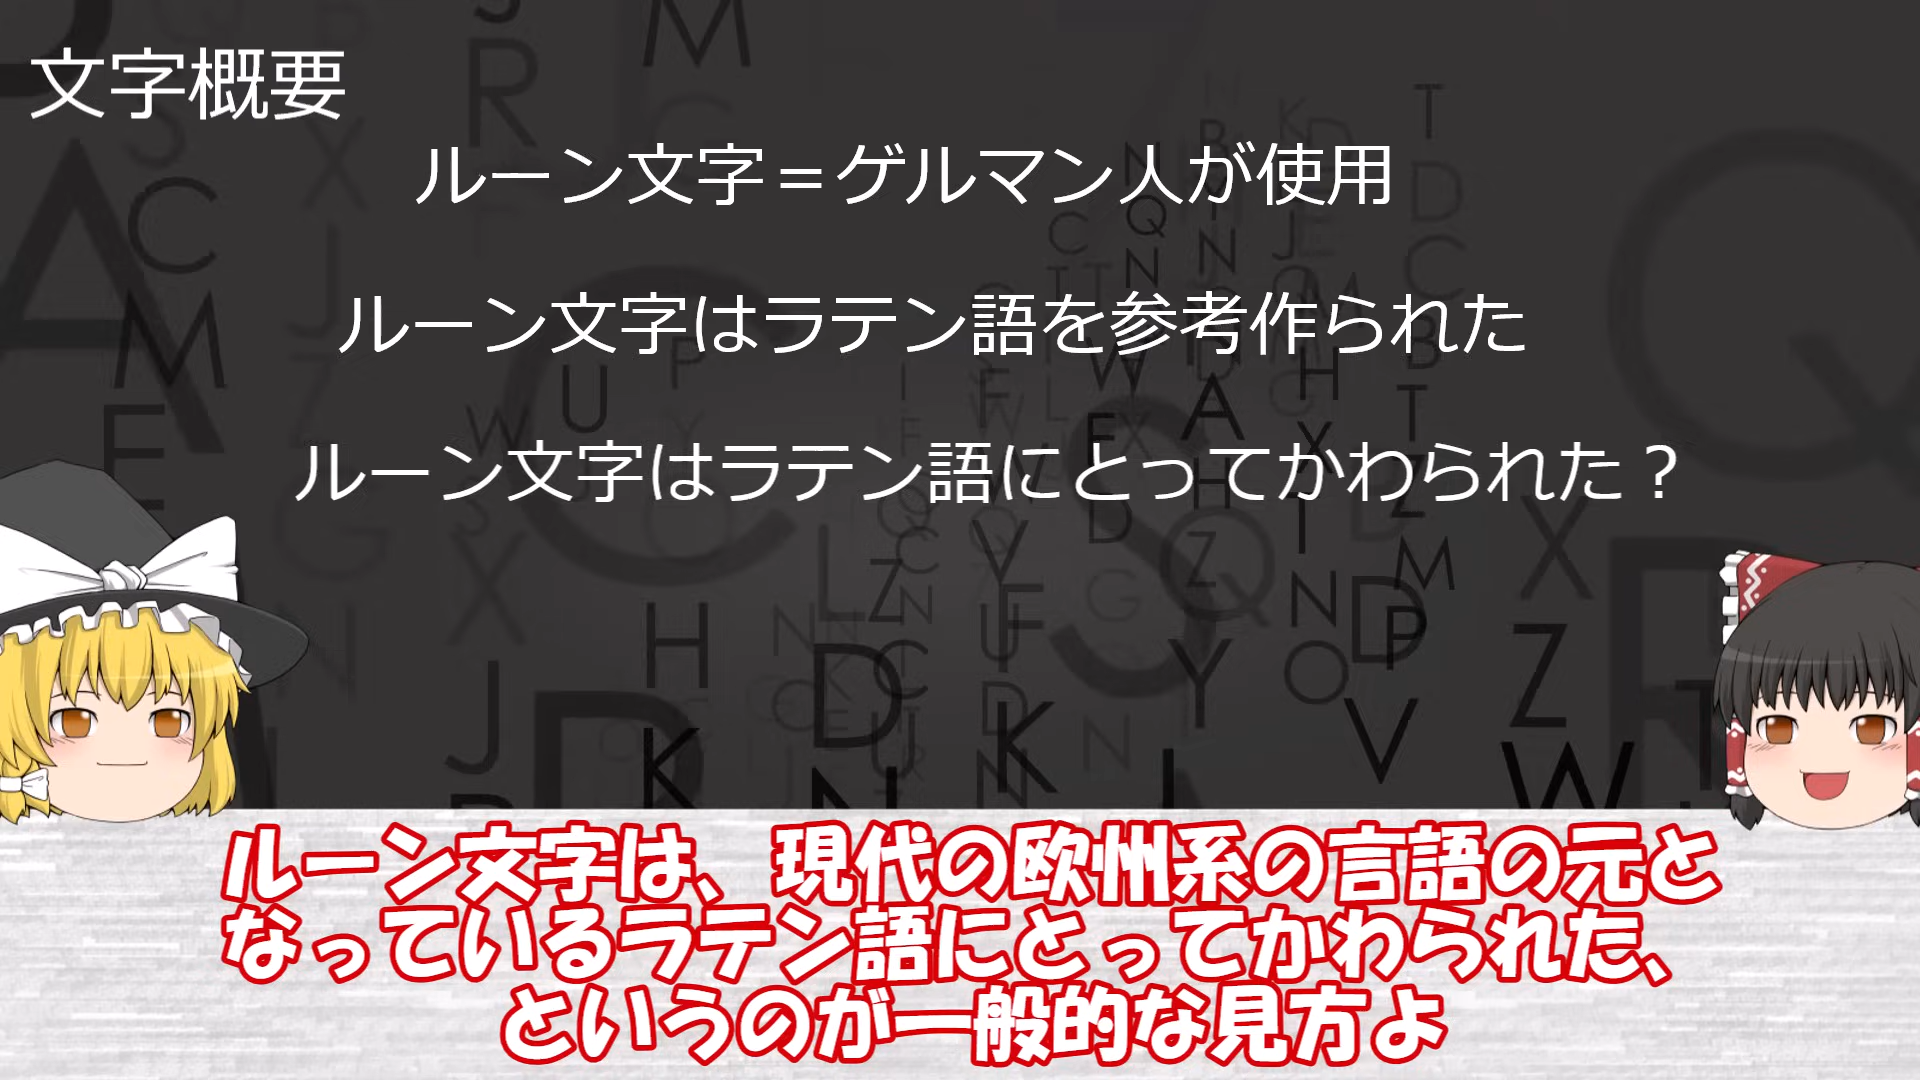 文字概要
ルーン文字＝ゲルマン人が使用
ルーン文字はラテン語を参考作られた
ルーン文字はラテン語にとってかわられた？
ルーン文字は、現代の欧州系の言語の元と
なっているラテン語にとってかわられた、
というのが一般的な見方よ